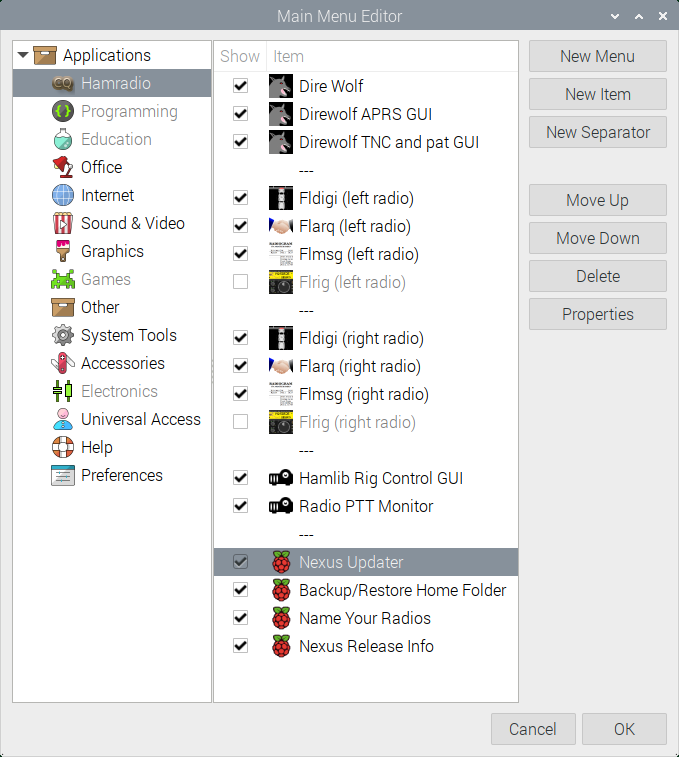 Main Menu Editor
Applications
Hamradio
Programming
Education
Office
Internet
Sound & Video
Graphics
Games
Other
System Tools
Accessories
Electronics
Universal Access
Help
Preferences
Show Item
Dire Wolf
Direwolf APRS GUI
Direwolf TNC and pat GUI
---
Fldigi (left radio)
Flarq (left radio)
Flmsg (left radio)
Flrig (left radio)
---
Fldigi (right radio)
Flarq (right radio)
Flmsg (right radio)
Flrig (right radio)
---
Hamlib Rig Control GUI
Radio PTT Monitor
---
Nexus Updater
Backup/Restore Home Folder
Name Your Radios
Nexus Release Info
New Menu
New Item
New Separator
Move Up
Move Down
Delete
Properties
Cancel OK